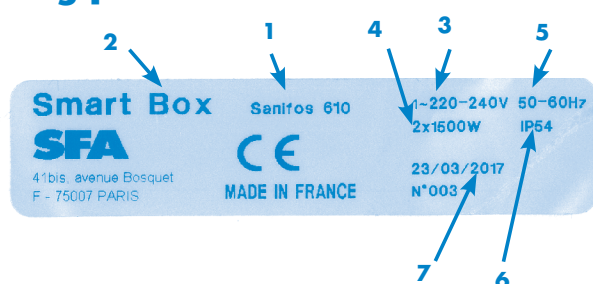 2
1
4
3
5
Smart Box
SFA
41bis, avenue Bosquet
F - 75007 PARIS
Sanifos 610
CE
MADE IN FRANCE
1~220-240V 50-60Hz
2x1500W IP54
23/03/2017
N°003
7
6